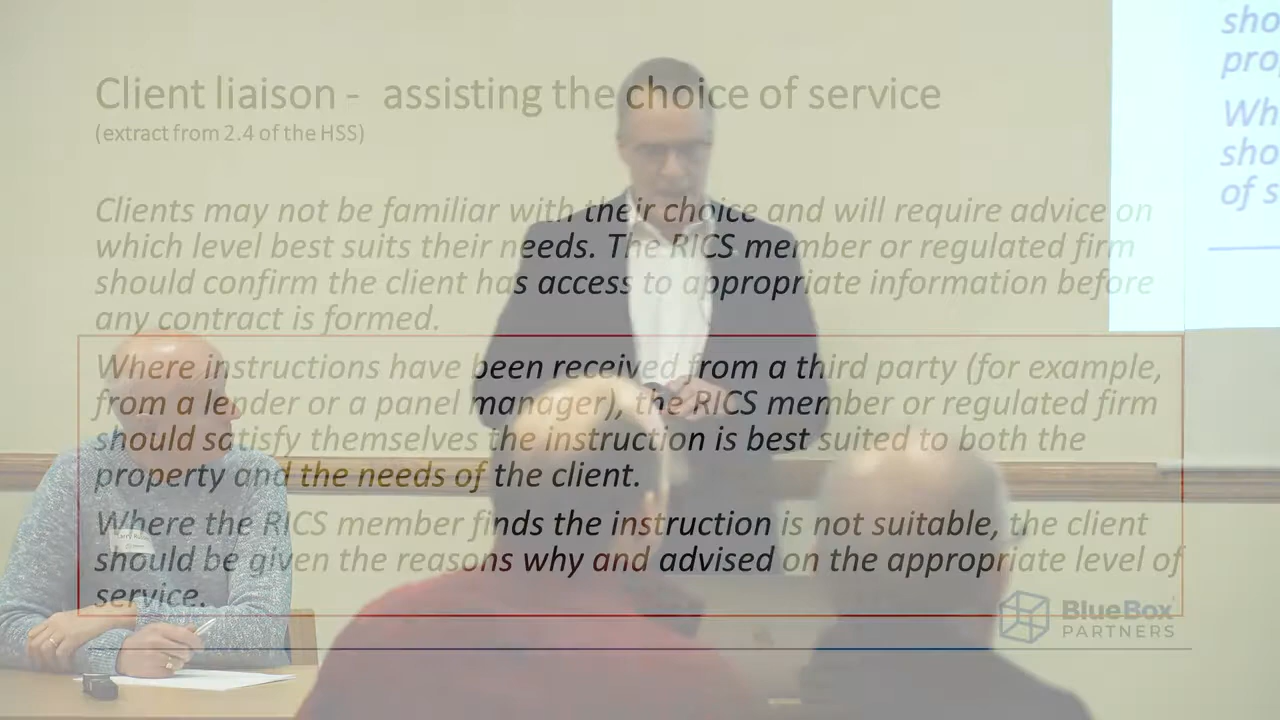 Client liaison - assisting the choice of service
(extract from 2.4 of the HSS)
Clients may not be familiar with their choice and will require advice on
which level best suits their needs. The RICS member or regulated firm
should confirm the client has access to appropriate information before
any contract is formed.
Where instructions have been received from a third party (for example,
from a lender or a panel manager), the RICS member or regulated firm
should satisfy themselves the instruction is best suited to both the
property and the needs of the client.
Where the RICS member finds the instruction is not suitable, the client
should be given the reasons why and advised on the appropriate level of
service.
BlueBox
PARTNERS
sho
pro
Wh
sho
of s